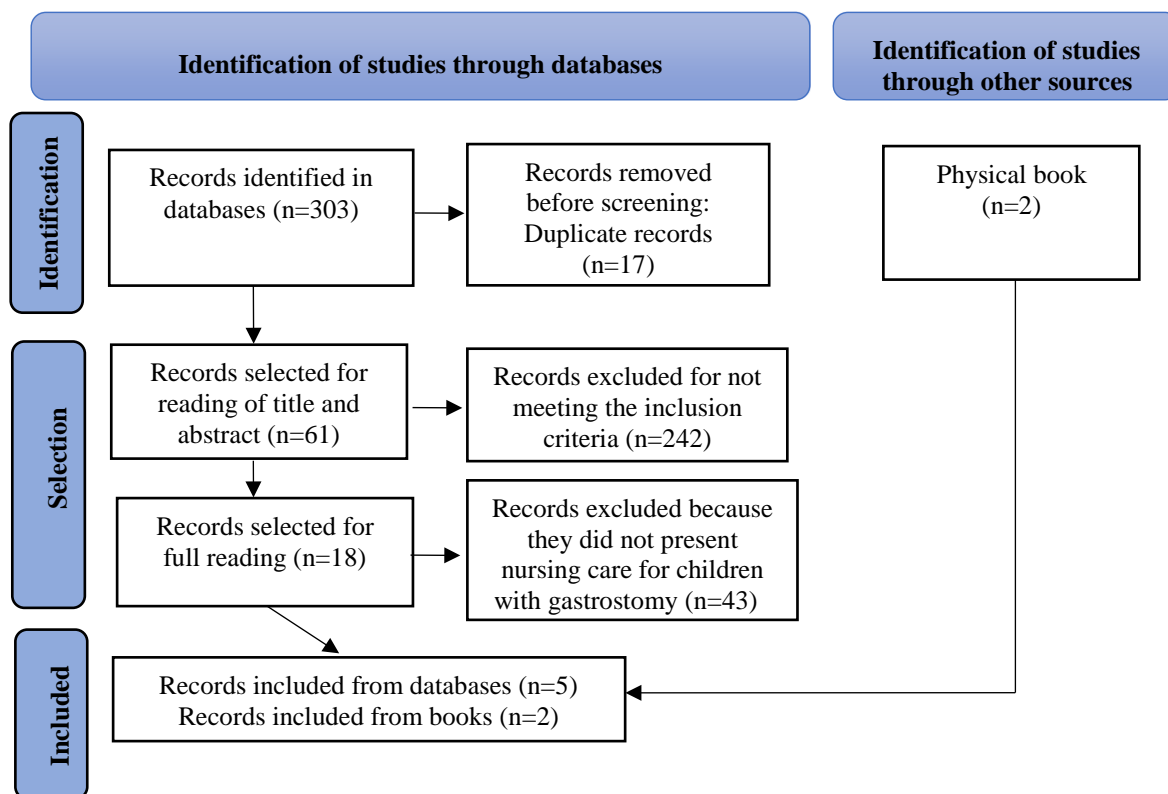 Identification of studies through databases
Identification of studies
through other sources
Identification
Records identified in
databases (n=303)
Records removed
before screening:
Duplicate records
(n=17)
Physical book
(n=2)
Selection
Records selected for
reading of title and
abstract (n=61)
Records excluded for not
meeting the inclusion
criteria (n=242)
Records selected for
full reading (n=18)
Records excluded because
they did not present
nursing care for children
with gastrostomy (n=43)
Included
Records included from databases (n=5)
Records included from books (n=2)